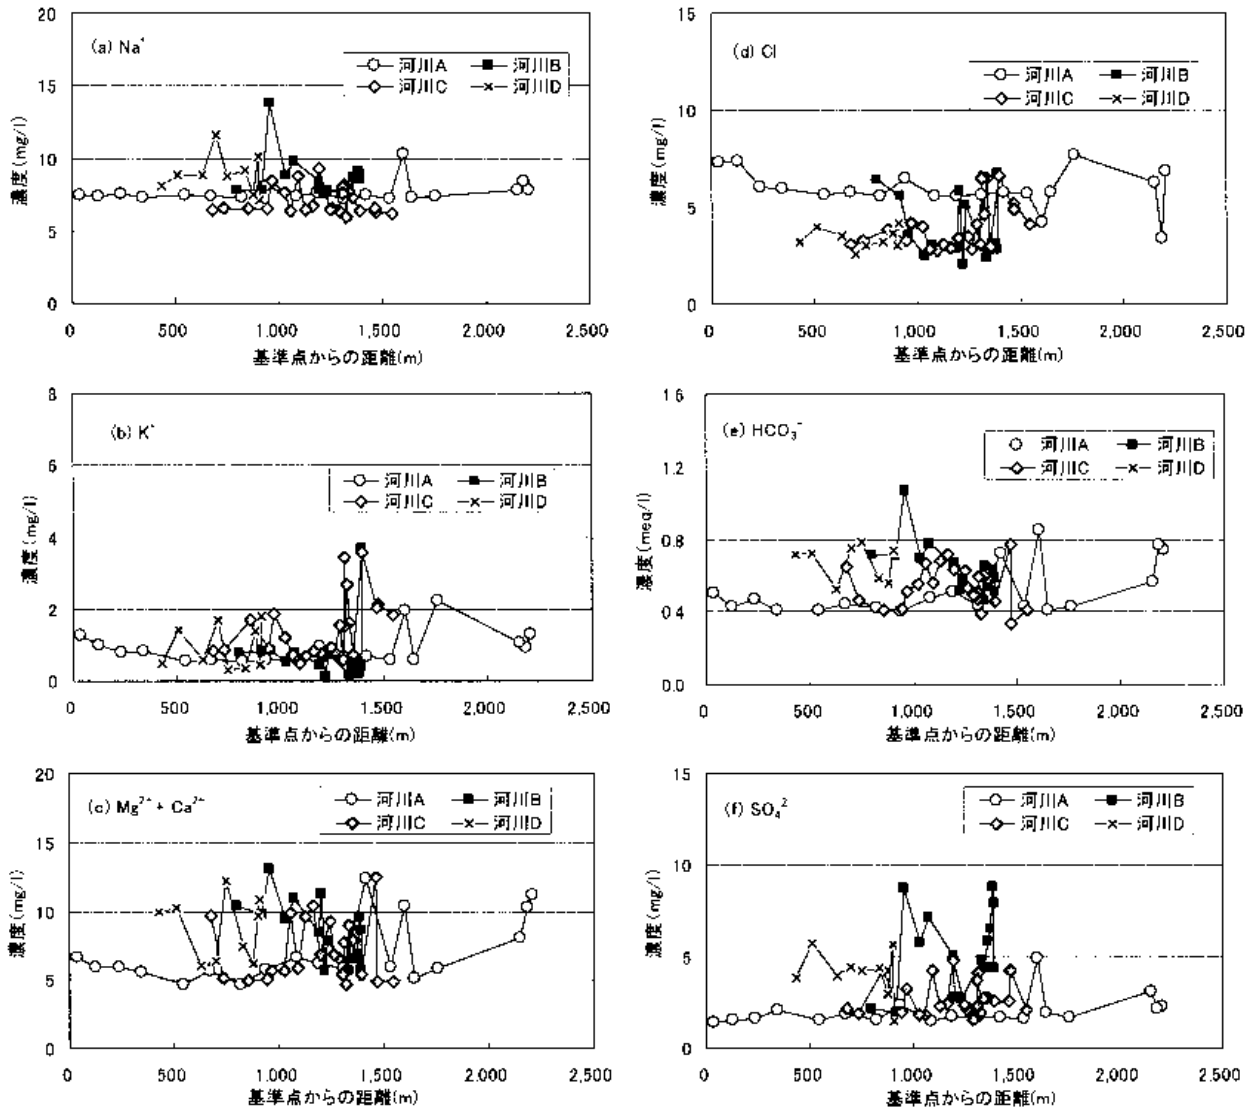 (a) Na⁺
河川A 河川B
河川C 河川D
濃度(mg/l)
20
15
10
5
0
0 500 1,000 1,500 2,000 2,500
基準点からの距離(m)
(d) Cl
河川A 河川B
河川C 河川D
濃度(mg/l)
15
10
5
0
0 500 1,000 1,500 2,000 2,500
基準点からの距離(m)
(b) K⁺
河川A 河川B
河川C 河川D
濃度(mg/l)
8
6
4
2
0
0 500 1,000 1,500 2,000 2,500
基準点からの距離(m)
(e) HCO₃⁻
河川A 河川B
河川C 河川D
濃度(meq/l)
1.6
1.2
0.8
0.4
0.0
0 500 1,000 1,500 2,000 2,500
基準点からの距離(m)
(c) Mg²⁺ + Ca²⁺
河川A 河川B
河川C 河川D
濃度(mg/l)
20
15
10
5
0
0 500 1,000 1,500 2,000 2,500
基準点からの距離(m)
(f) SO₄²
河川A 河川B
河川C 河川D
濃度(mg/l)
15
10
5
0
0 500 1,000 1,500 2,000 2,500
基準点からの距離(m)